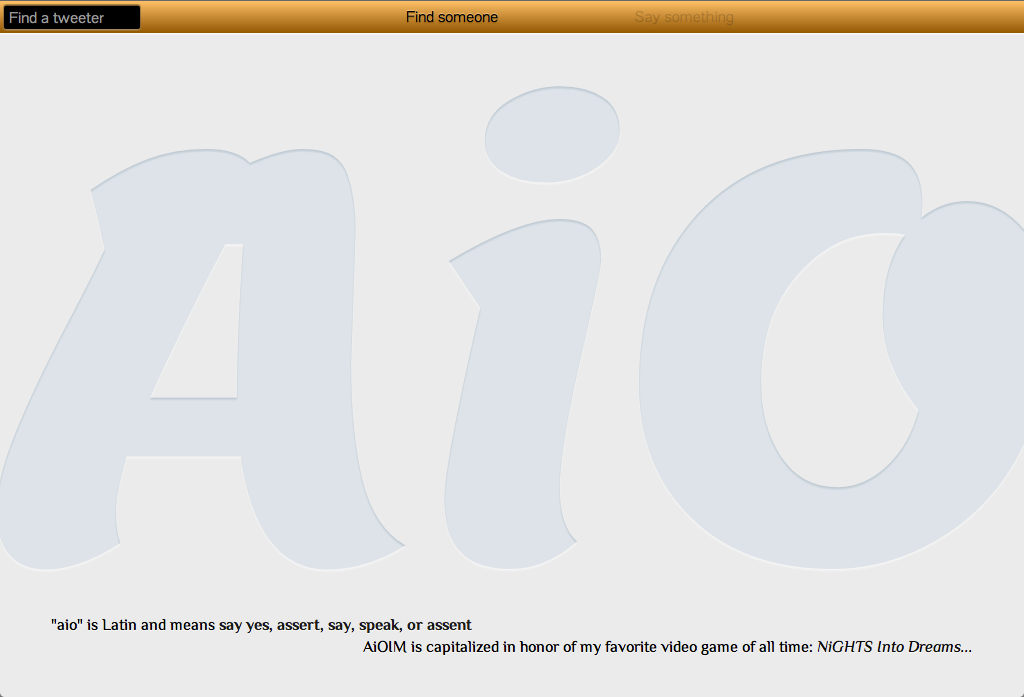 Find a tweeter Find someone Say something
AiO
"aio" is Latin and means say yes, assert, say, speak, or assent
AiOlM is capitalized in honor of my favorite video game of all time: NiGHTS Into Dreams...